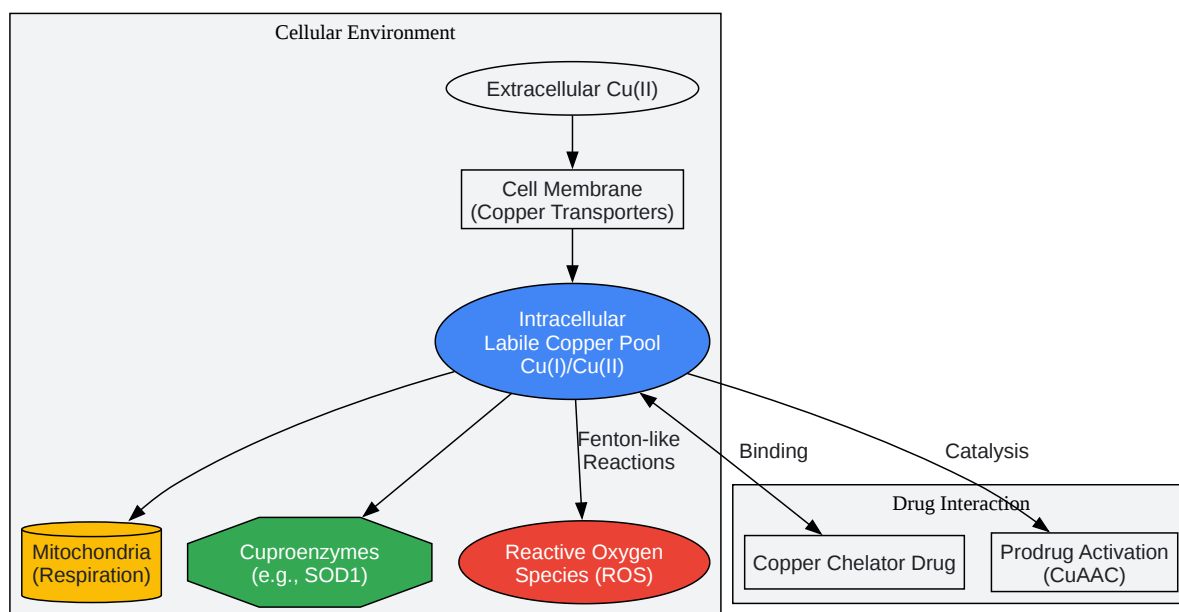 Cellular Environment
Extracellular Cu(II)
Cell Membrane
(Copper Transporters)
Intracellular
Labile Copper Pool
Cu(I)/Cu(II)
Fenton-like
Reactions
Binding
Catalysis
Drug Interaction
Mitochondria
(Respiration)
Cuproenzymes
(e.g., SOD1)
Reactive Oxygen
Species (ROS)
Copper Chelator Drug
Prodrug Activation
(CuAAC)